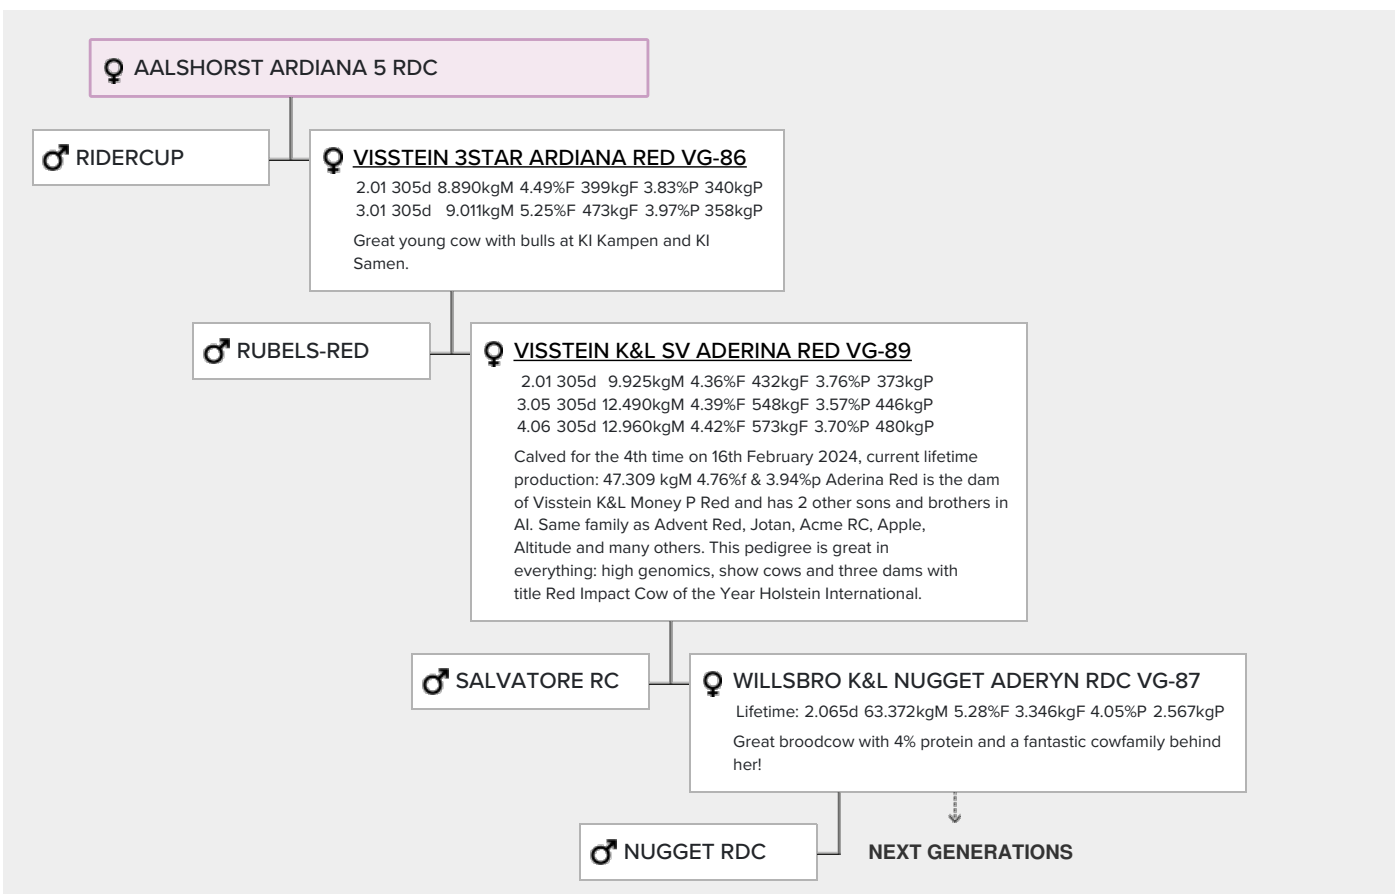 AALSHORST ARDIANA 5 RDC
RIDERCUP
VISSTEIN 3STAR ARDIANA RED VG-86
2.01 305d 8.890kgM 4.49%F 399kgF 3.83%P 340kgP
3.01 305d 9.011kgM 5.25%F 473kgF 3.97%P 358kgP
Great young cow with bulls at KI Kampen and KI
Samen.
RUBELS-RED
VISSTEIN K&L SV ADERINA RED VG-89
2.01 305d 9.925kgM 4.36%F 432kgF 3.76%P 373kgP
3.05 305d 12.490kgM 4.39%F 548kgF 3.57%P 446kgP
4.06 305d 12.960kgM 4.42%F 573kgF 3.70%P 480kgP
Calved for the 4th time on 16th February 2024, current lifetime
production: 47.309 kgM 4.76%f & 3.94%p Aderina Red is the dam
of Visstein K&L Money P Red and has 2 other sons and brothers in
AI. Same family as Advent Red, Jotan, Acme RC, Apple,
Altitude and many others. This pedigree is great in
everything: high genomics, show cows and three dams with
title Red Impact Cow of the Year Holstein International.
SALVATORE RC
WILLSBRO K&L NUGGET ADERYN RDC VG-87
Lifetime: 2.065d 63.372kgM 5.28%F 3.346kgF 4.05%P 2.567kgP
Great broodcow with 4% protein and a fantastic cowfamily behind
her!
NUGGET RDC
NEXT GENERATIONS